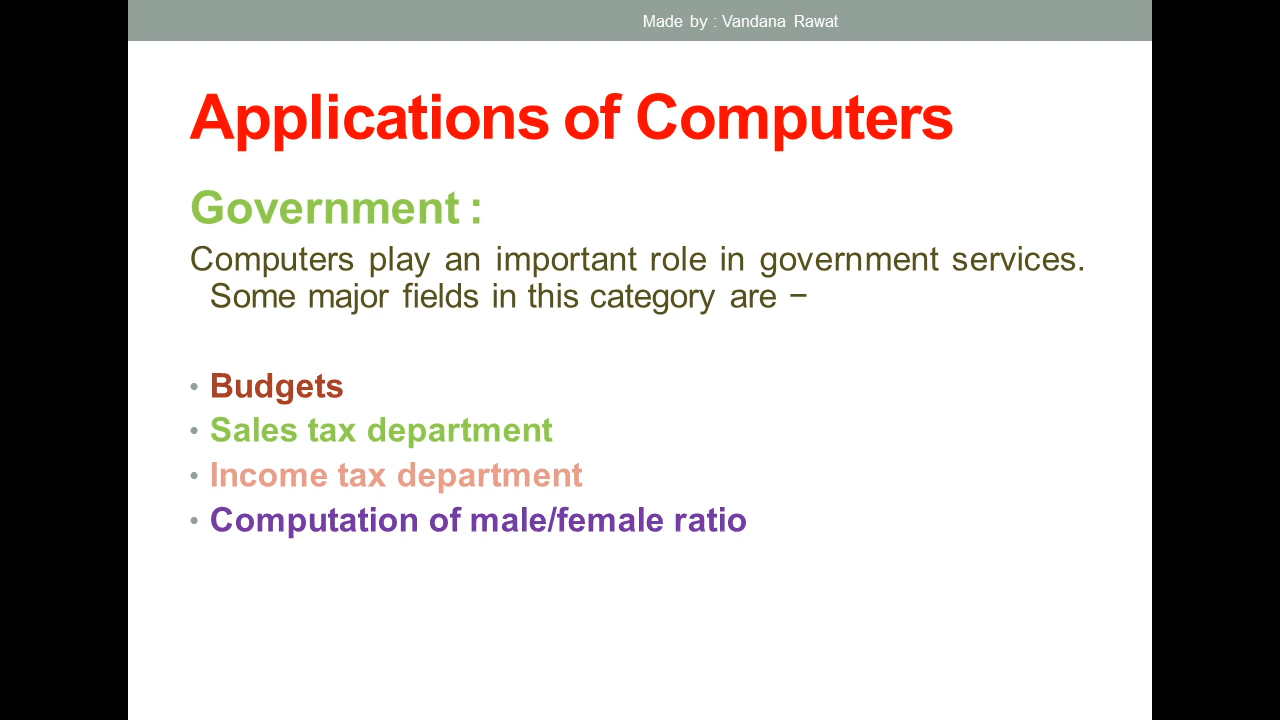 Made by : Vandana Rawat
Applications of Computers
Government :
Computers play an important role in government services.
Some major fields in this category are −
• Budgets
• Sales tax department
• Income tax department
• Computation of male/female ratio